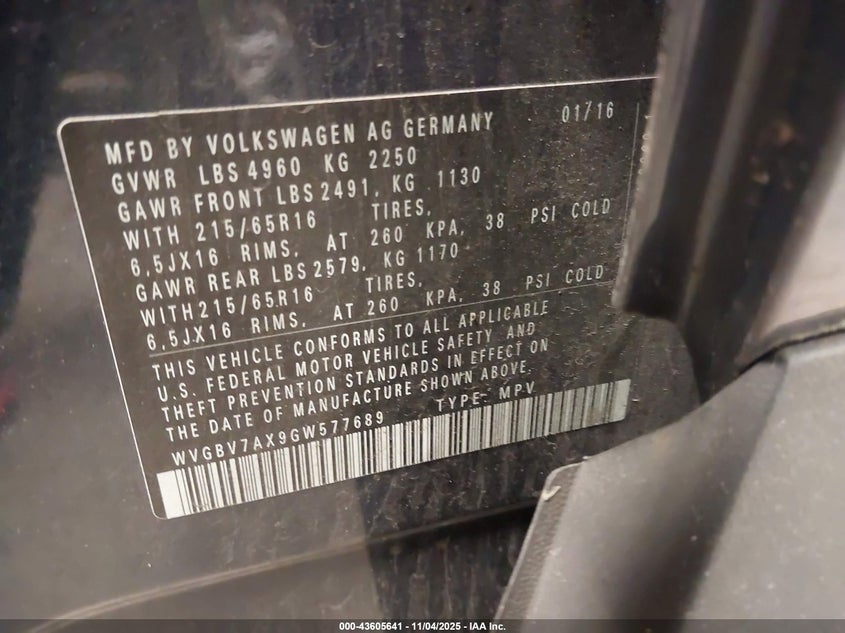 MFD BY VOLKSWAGEN AG GERMANY 01/16
GVWR LBS 4960 KG 2250
GAWR FRONT LBS 2491, KG 1130
WITH 215/65R16 TIRES,
6,5JX16 RIMS, AT 260 KPA, 38 PSI COLD
GAWR REAR LBS 2579, KG 1170
WITH 215/65R16 TIRES,
6,5JX16 RIMS, AT 260 KPA, 38 PSI COLD
THIS VEHICLE CONFORMS TO ALL APPLICABLE
U.S. FEDERAL MOTOR VEHICLE SAFETY AND
THEFT PREVENTION STANDARDS IN EFFECT ON
THE DATE OF MANUFACTURE SHOWN ABOVE.
WVGBV7AX9GW577689 TYPE: MPV
000-43605641 - 11/04/2025 - IAA Inc.